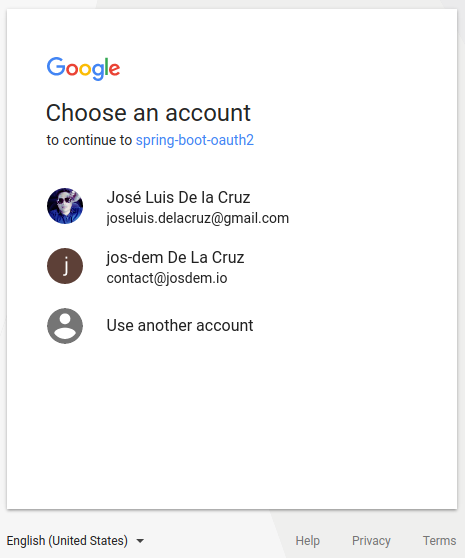 Google
Choose an account
to continue to spring-boot-oauth2
José Luis De la Cruz
joseluis.delacruz@gmail.com
j
jos-dem De La Cruz
contact@josdem.io
Use another account
English (United States)
Help Privacy Terms